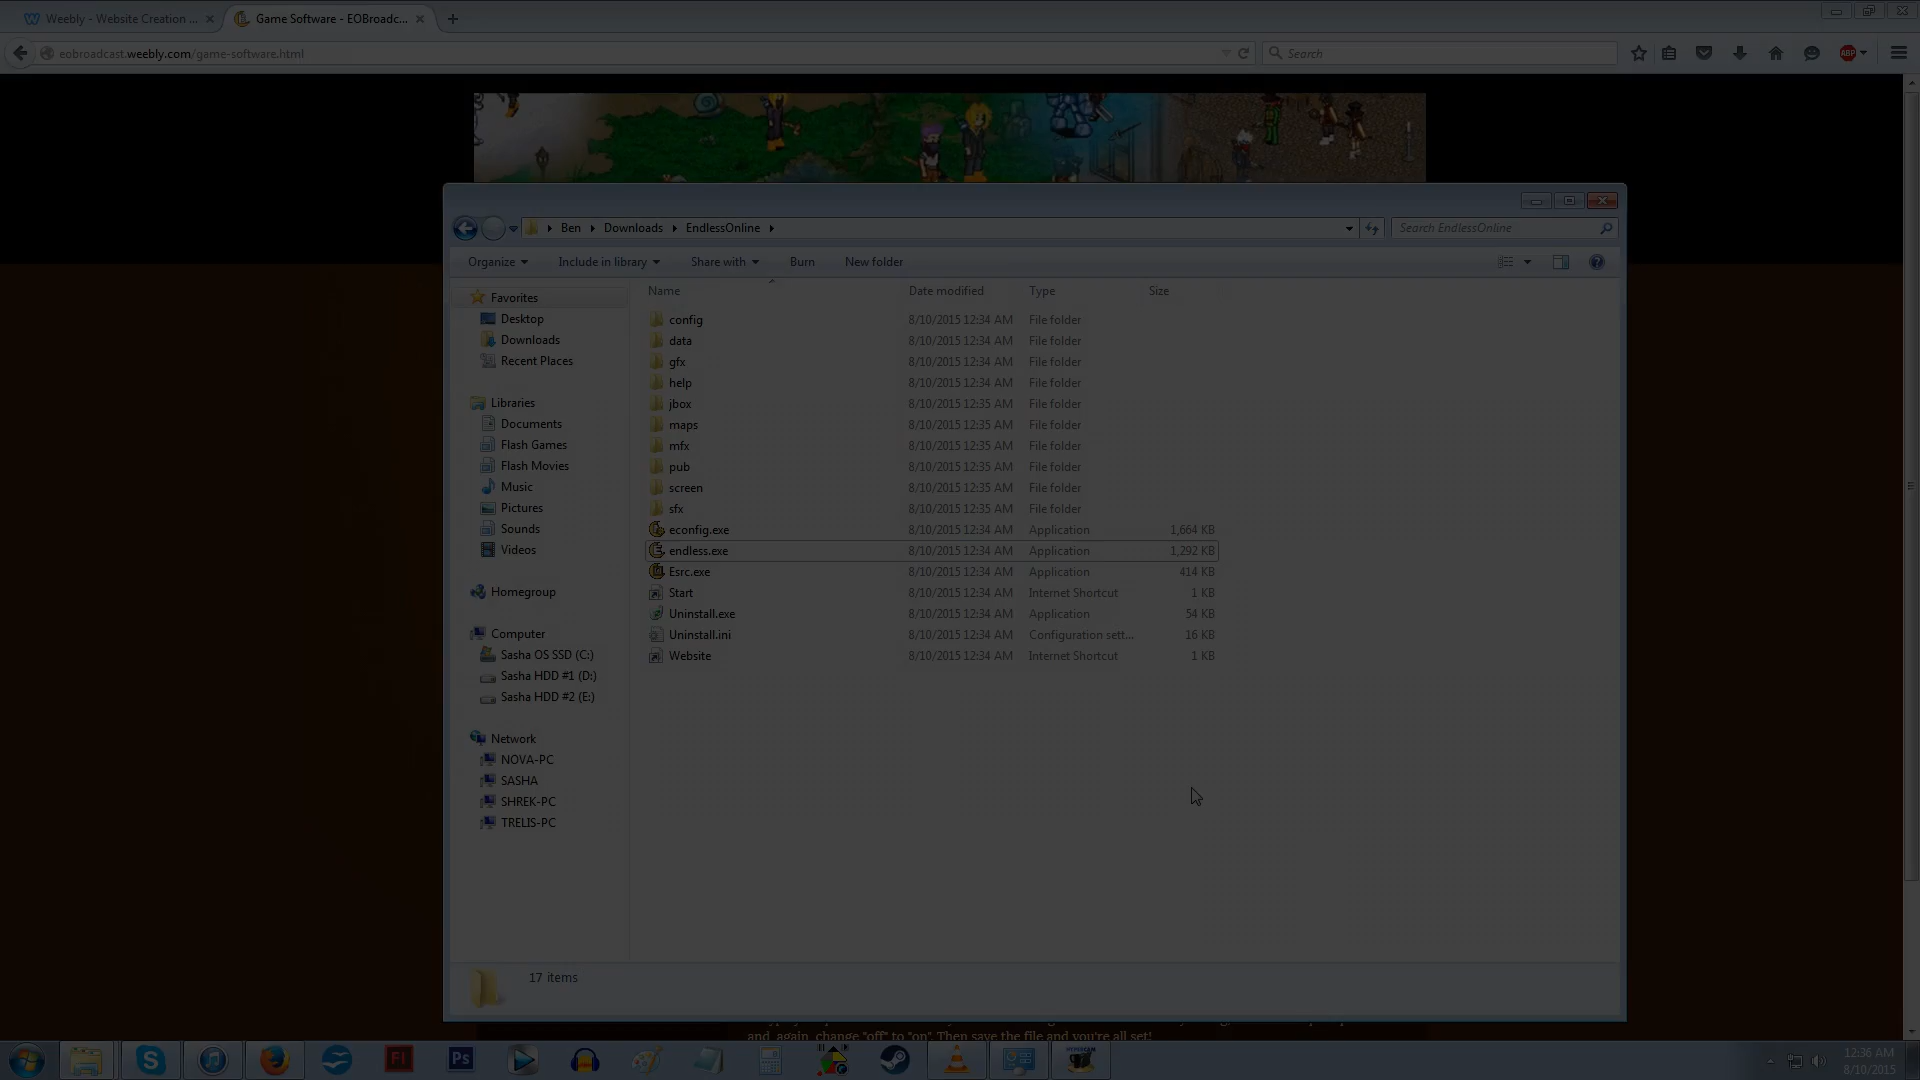 Weebly - Website Creation ...
Game Software - EOBroadc...
eobroadcast.weebly.com/game-software.html
Search
ABP
Ben
Downloads
EndlessOnline
Search EndlessOnline
Organize
Include in library
Share with
Burn
New folder
Name
Date modified
Type
Size
Favorites
Desktop
Downloads
Recent Places
Libraries
Documents
Flash Games
Flash Movies
Music
Pictures
Sounds
Videos
Homegroup
Computer
Sasha OS SSD (C:)
Sasha HDD #1 (D:)
Sasha HDD #2 (E:)
Network
NOVA-PC
SASHA
SHREK-PC
TRELIS-PC
config 8/10/2015 12:34 AM File folder
data 8/10/2015 12:34 AM File folder
gfx 8/10/2015 12:34 AM File folder
help 8/10/2015 12:34 AM File folder
jbox 8/10/2015 12:35 AM File folder
maps 8/10/2015 12:35 AM File folder
mfx 8/10/2015 12:35 AM File folder
pub 8/10/2015 12:35 AM File folder
screen 8/10/2015 12:35 AM File folder
sfx 8/10/2015 12:35 AM File folder
econfig.exe 8/10/2015 12:34 AM Application 1,664 KB
endless.exe 8/10/2015 12:34 AM Application 1,292 KB
Esrc.exe 8/10/2015 12:34 AM Application 414 KB
Start 8/10/2015 12:34 AM Internet Shortcut 1 KB
Uninstall.exe 8/10/2015 12:34 AM Application 54 KB
Uninstall.ini 8/10/2015 12:34 AM Configuration sett... 16 KB
Website 8/10/2015 12:34 AM Internet Shortcut 1 KB
17 items
and, again, change "off" to "on". Then save the file and you're all set!
Fl
Ps
12:36 AM
8/10/2015